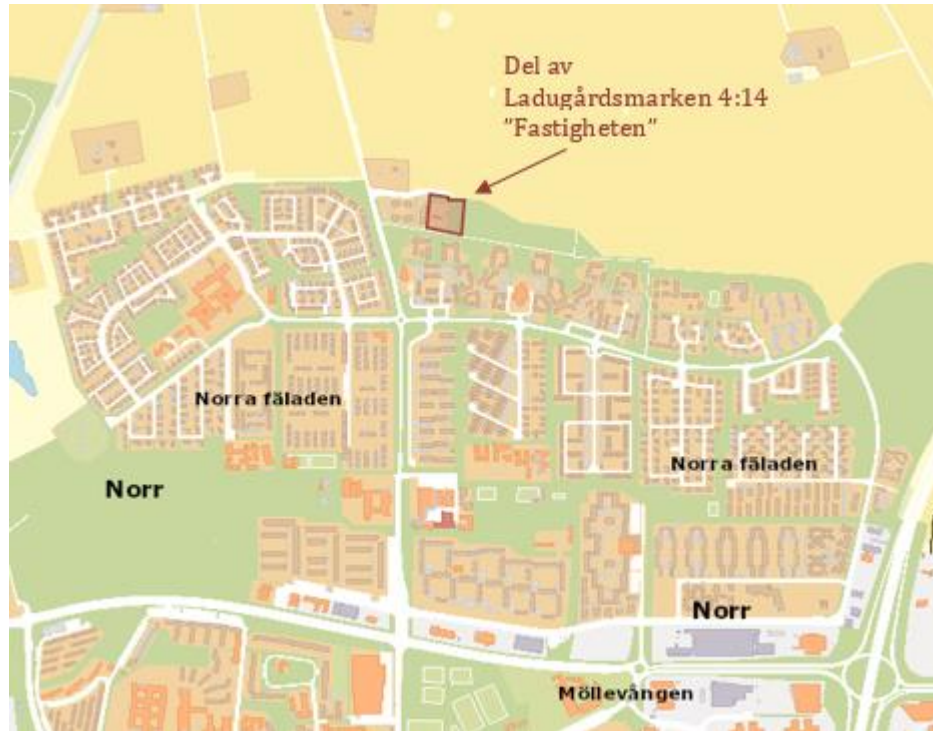 Del av
Ladugårdsmarken 4:14
"Fastigheten"
Norra fäladen
Norra fäladen
Norr
Norr
Möllevången